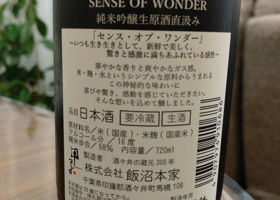 SENSE OF WONDER
純米吟醸生原酒直汲み
「センス・オブ・ワンダー」
~いつも生き生きとして、新鮮で美しく、
驚きと感激に満ちあふれている感性~
華やかな香りと爽やかなガス感。
米・麹・水というシンプルな原料からうまれる
この神秘的な味わいに
喜びや驚き、感激を感じていただきたい。
そんな想いを込めて醸しました。
品目 日本酒 要冷蔵 生酒
原材料名/米(国産)・米麹(国産米)
アルコール分/16度
精米歩合/58% 内容量/720ml
製造者 酒々井の蔵元300年
株式会社 飯沼本家
千葉県印旛郡酒々井町馬橋106
製造年月